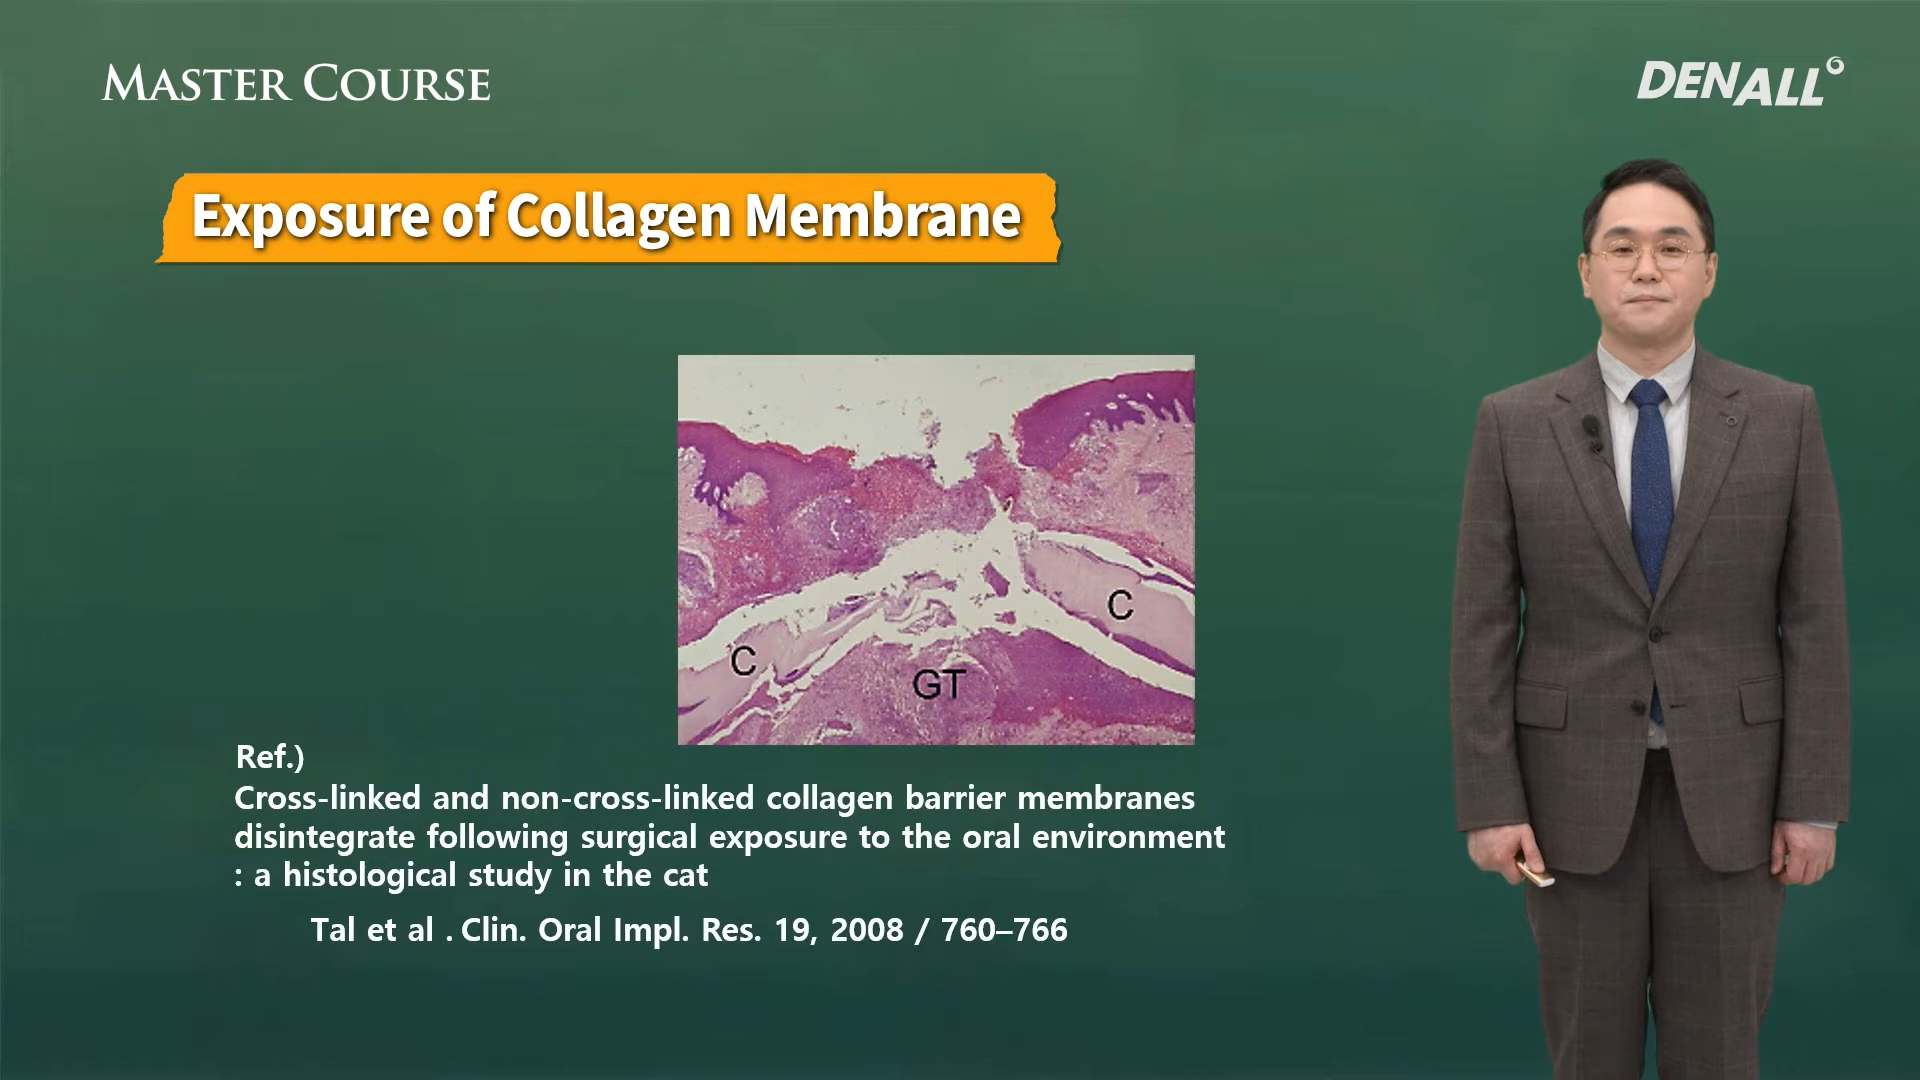 MASTER COURSE
DENALL
Exposure of Collagen Membrane
C
C
GT
Ref.)
Cross-linked and non-cross-linked collagen barrier membranes
disintegrate following surgical exposure to the oral environment
: a histological study in the cat
Tal et al . Clin. Oral Impl. Res. 19, 2008 / 760–766